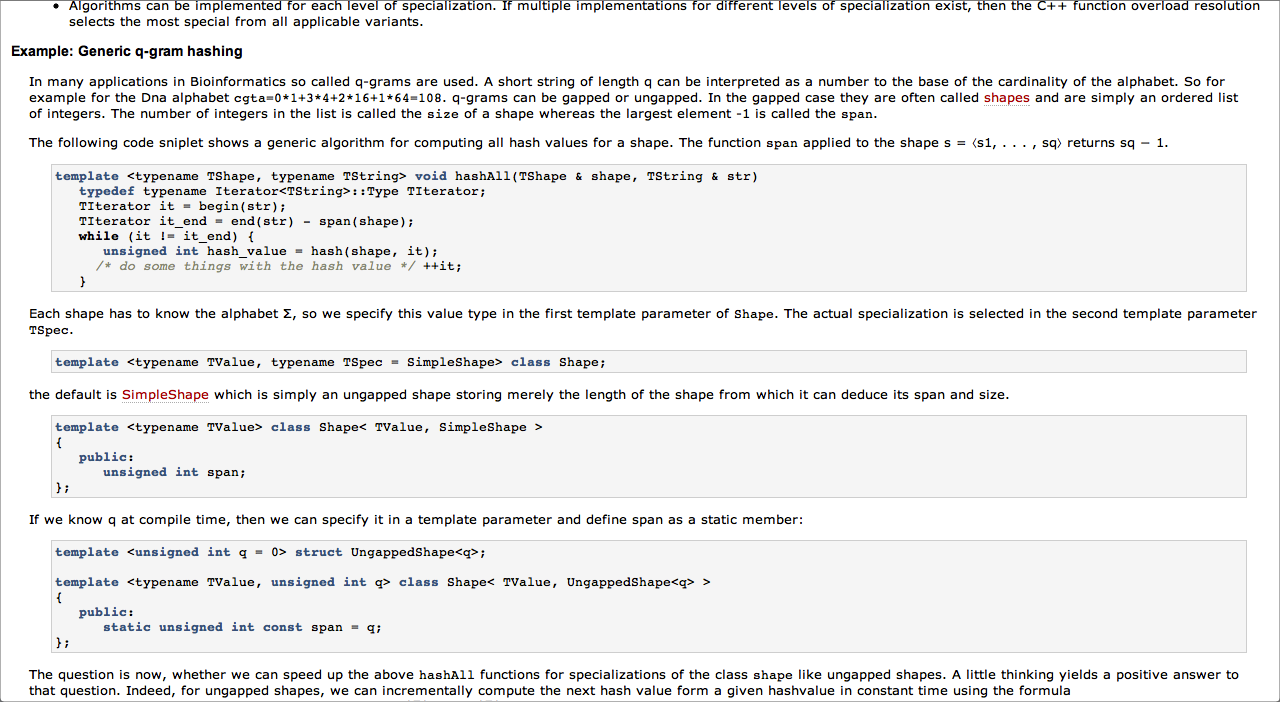 • Algorithms can be implemented for each level of specialization. If multiple implementations for different levels of specialization exist, then the C++ function overload resolution
selects the most special from all applicable variants.
Example: Generic q-gram hashing
In many applications in Bioinformatics so called q-grams are used. A short string of length q can be interpreted as a number to the base of the cardinality of the alphabet. So for
example for the Dna alphabet cgta=0*1+3*4+2*16+1*64=108. q-grams can be gapped or ungapped. In the gapped case they are often called shapes and are simply an ordered list
of integers. The number of integers in the list is called the size of a shape whereas the largest element -1 is called the span.
The following code sniplet shows a generic algorithm for computing all hash values for a shape. The function span applied to the shape s = ⟨s1, . . . , sq⟩ returns sq − 1.
template <typename TShape, typename TString> void hashAll(TShape & shape, TString & str)
typedef typename Iterator<TString>::Type TIterator;
TIterator it = begin(str);
TIterator it_end = end(str) - span(shape);
while (it != it_end) {
unsigned int hash_value = hash(shape, it);
/* do some things with the hash value */ ++it;
}
Each shape has to know the alphabet Σ, so we specify this value type in the first template parameter of Shape. The actual specialization is selected in the second template parameter
TSpec.
template <typename TValue, typename TSpec = SimpleShape> class Shape;
the default is SimpleShape which is simply an ungapped shape storing merely the length of the shape from which it can deduce its span and size.
template <typename TValue> class Shape< TValue, SimpleShape >
{
public:
unsigned int span;
};
If we know q at compile time, then we can specify it in a template parameter and define span as a static member:
template <unsigned int q = 0> struct UngappedShape<q>;
template <typename TValue, unsigned int q> class Shape< TValue, UngappedShape<q> >
{
public:
static unsigned int const span = q;
};
The question is now, whether we can speed up the above hashAll functions for specializations of the class shape like ungapped shapes. A little thinking yields a positive answer to
that question. Indeed, for ungapped shapes, we can incrementally compute the next hash value form a given hashvalue in constant time using the formula